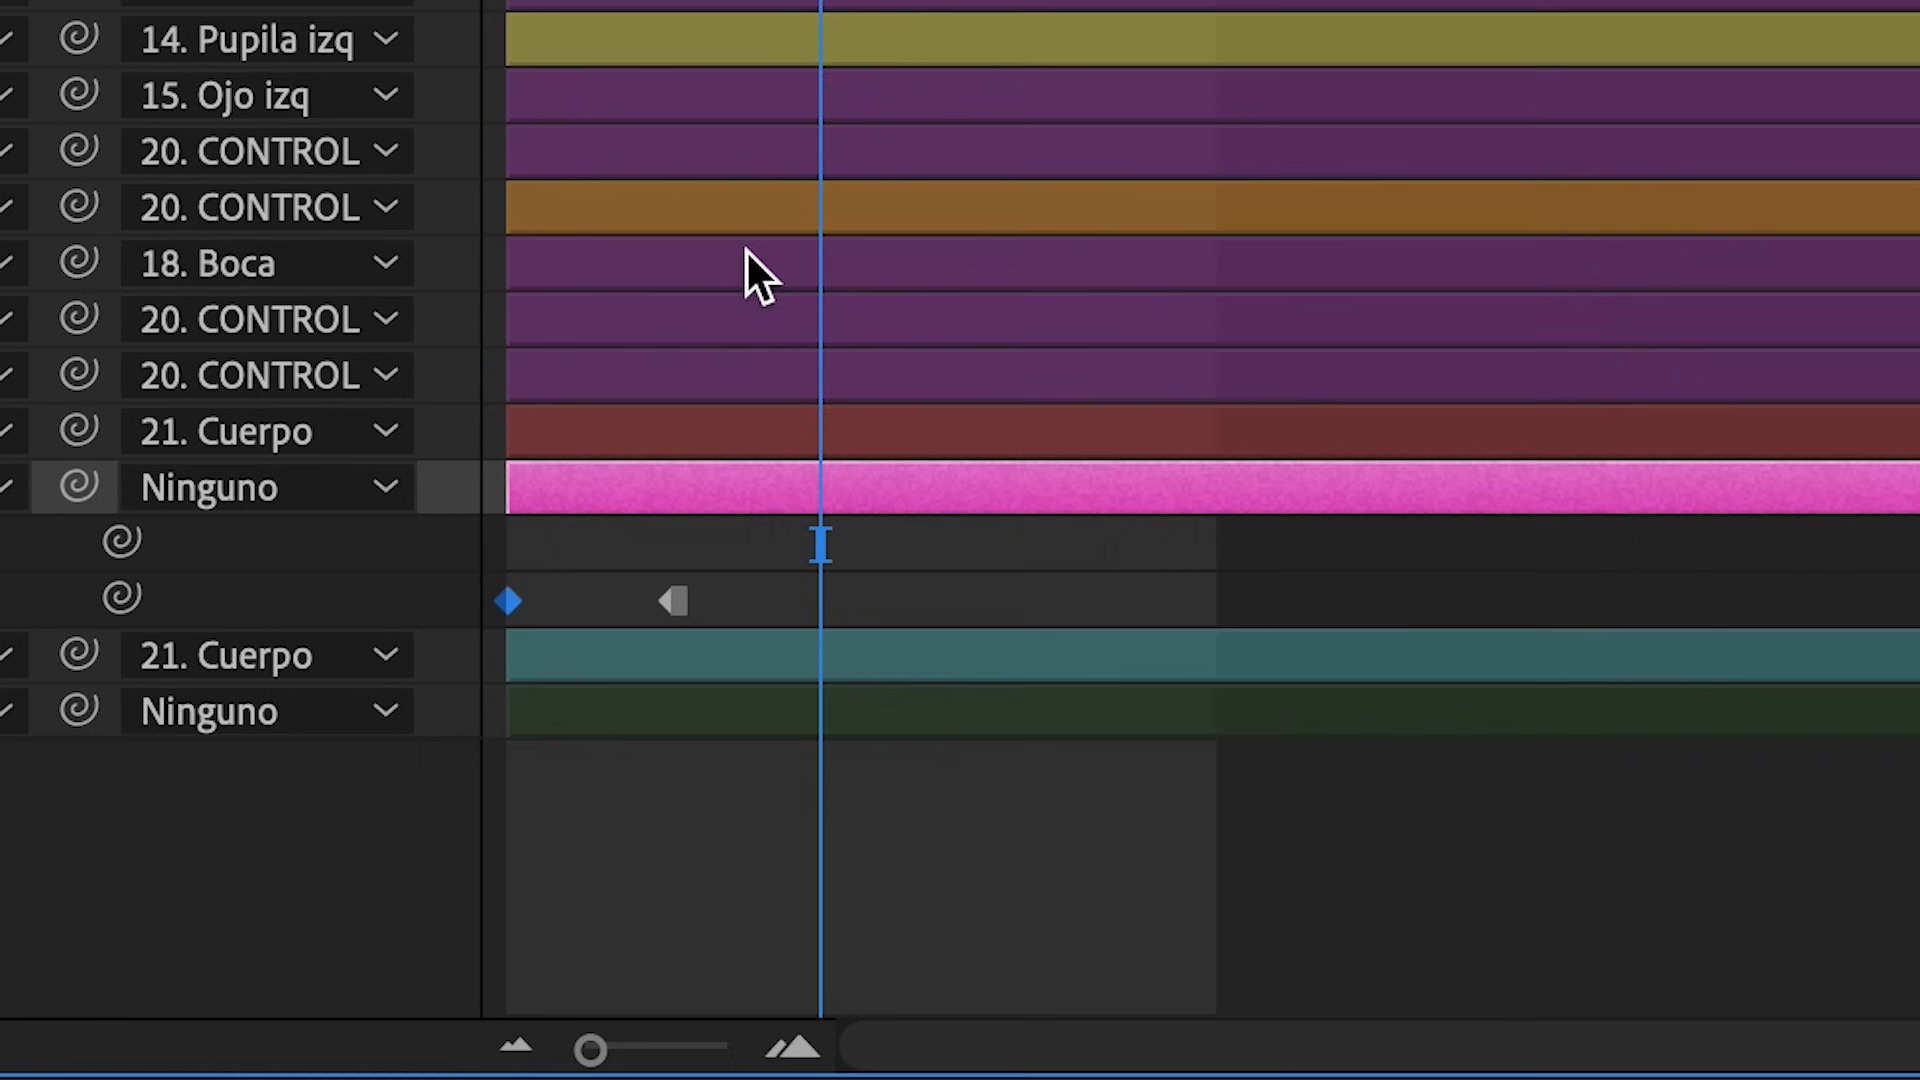 14. Pupila izq
15. Ojo izq
20. CONTROL
20. CONTROL
18. Boca
20. CONTROL
20. CONTROL
21. Cuerpo
Ninguno
21. Cuerpo
Ninguno